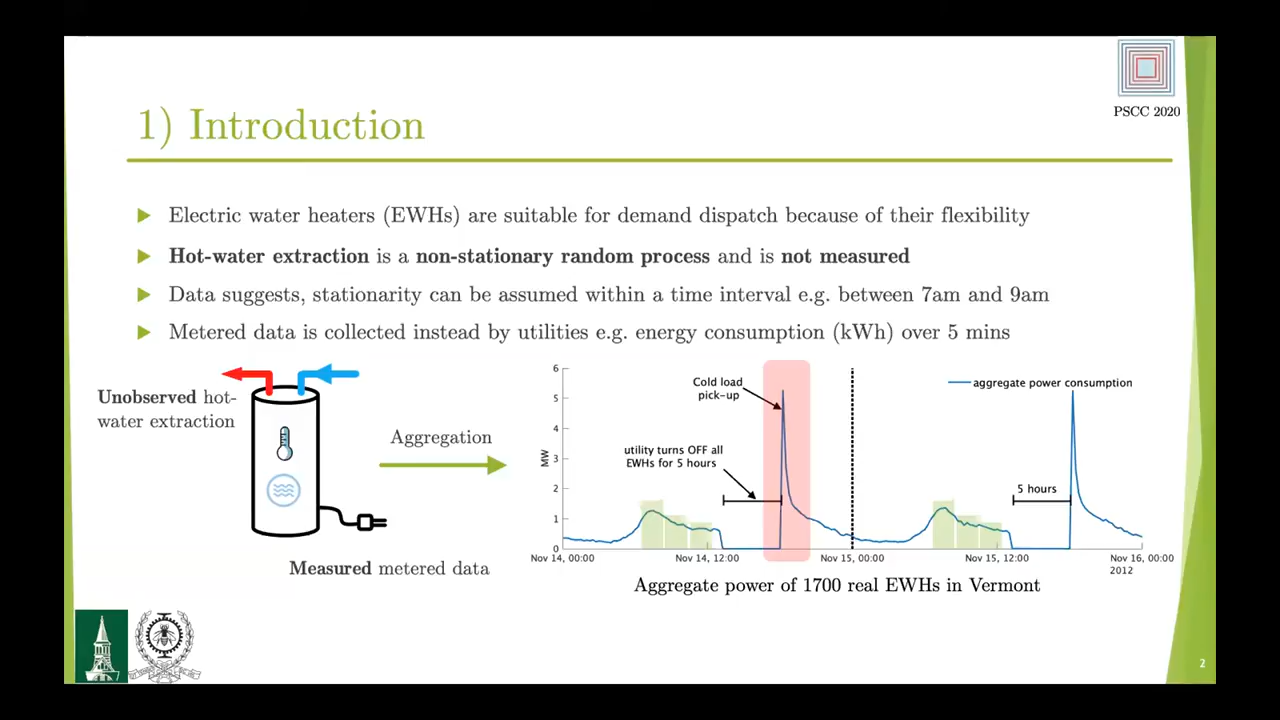 PSCC 2020
1) Introduction
Electric water heaters (EWHs) are suitable for demand dispatch because of their flexibility
Hot-water extraction is a non-stationary random process and is not measured
Data suggests, stationarity can be assumed within a time interval e.g. between 7am and 9am
Metered data is collected instead by utilities e.g. energy consumption (kWh) over 5 mins
Unobserved hot-
water extraction
Aggregation
Measured metered data
6
5
4
3
2
1
0
MW
Cold load
pick-up
utility turns OFF all
EWHs for 5 hours
aggregate power consumption
5 hours
Nov 14, 00:00
Nov 14, 12:00
Nov 15, 00:00
Nov 15, 12:00
Nov 16, 00:00
2012
Aggregate power of 1700 real EWHs in Vermont
2